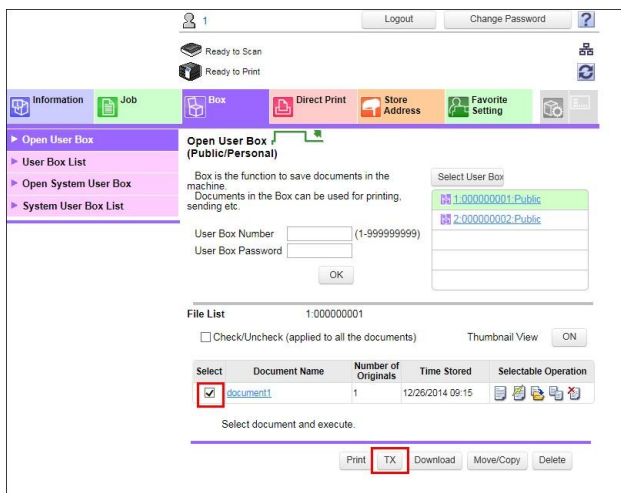 1
Logout
Change Password
?
Ready to Scan
Ready to Print
Information
Job
Box
Direct Print
Store
Address
Favorite
Setting
Open User Box
User Box List
Open System User Box
System User Box List
Open User Box
(Public/Personal)
Box is the function to save documents in the
machine.
Documents in the Box can be used for printing,
sending etc.
User Box Number
(1-999999999)
User Box Password
OK
Select User Box
1:000000001:Public
2:000000002:Public
File List
1:000000001
Check/Uncheck (applied to all the documents)
Thumbnail View
ON
Select
Document Name
Number of
Originals
Time Stored
Selectable Operation
document1
1
12/26/2014 09:15
Select document and execute.
Print
TX
Download
Move/Copy
Delete